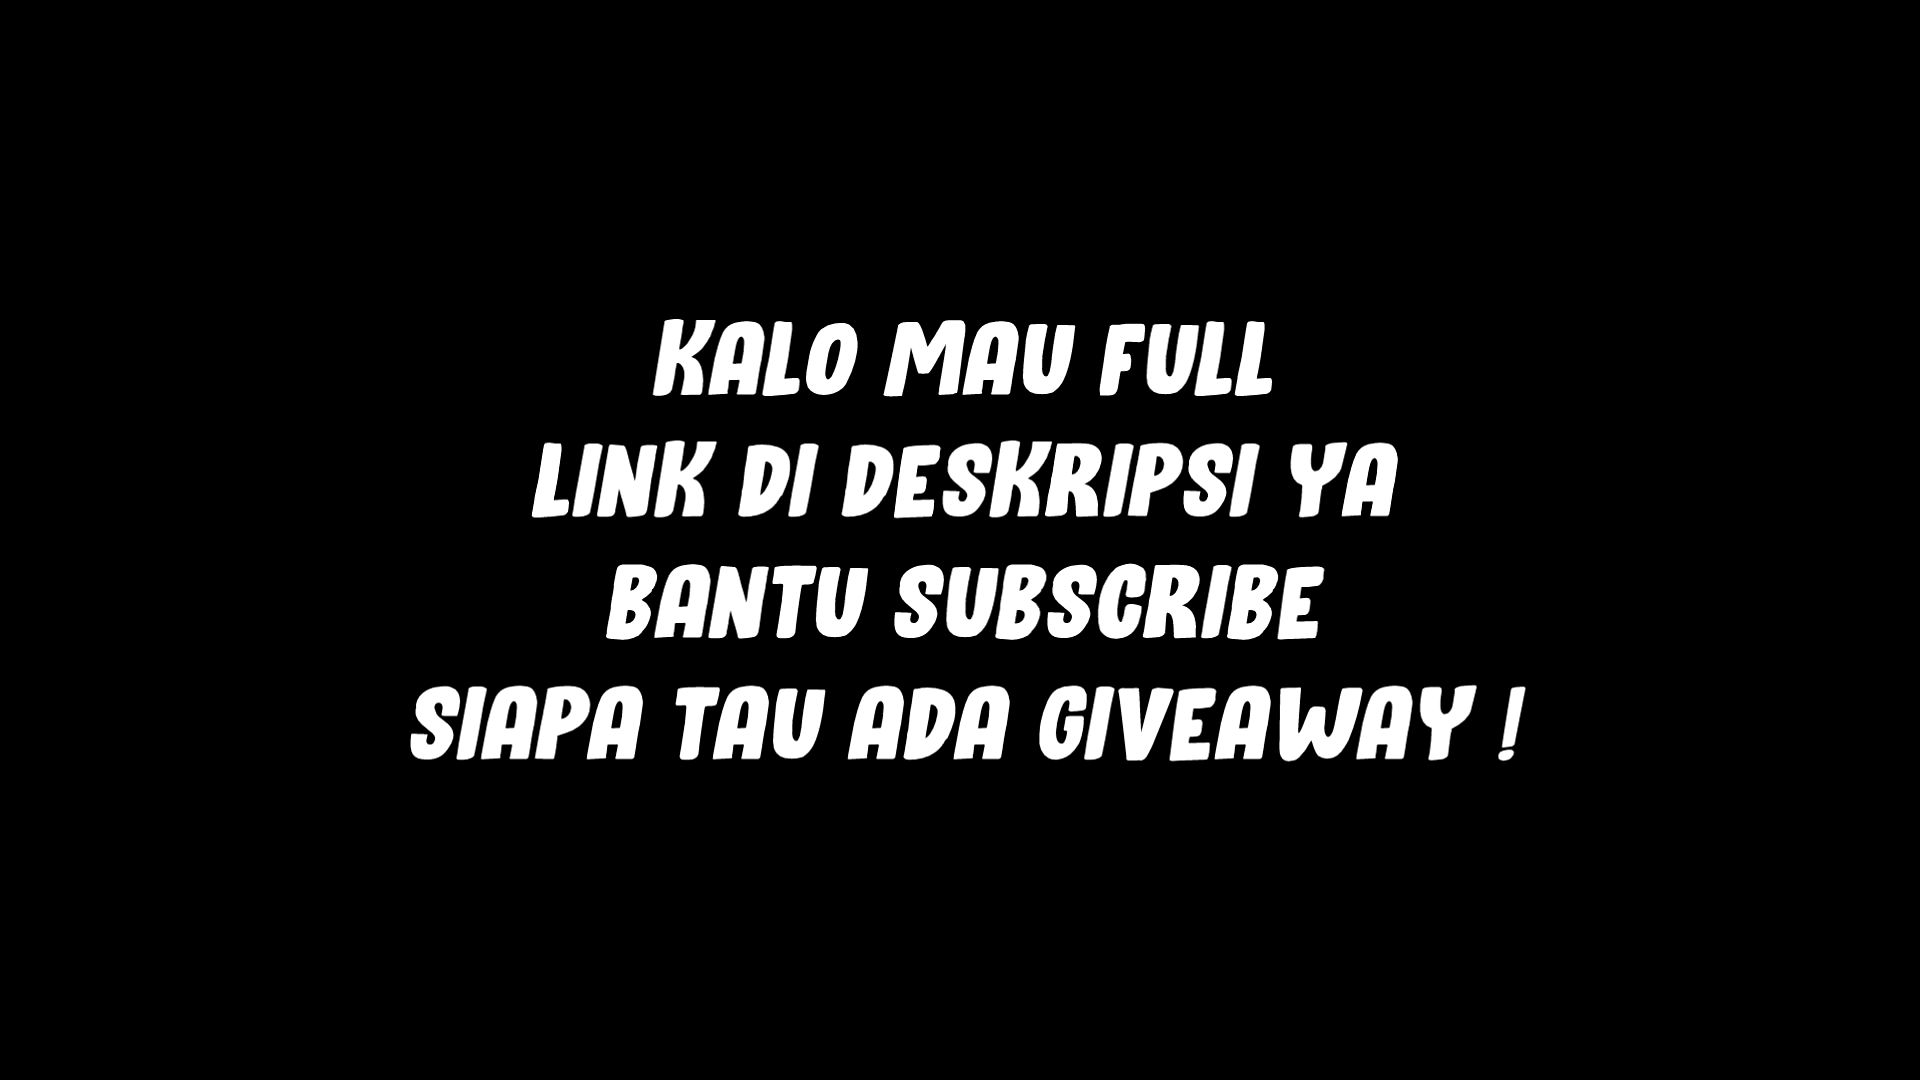 KALO MAU FULL
LINK DI DESKRIPSI YA
BANTU SUBSCRIBE
SIAPA TAU ADA GIVEAWAY !